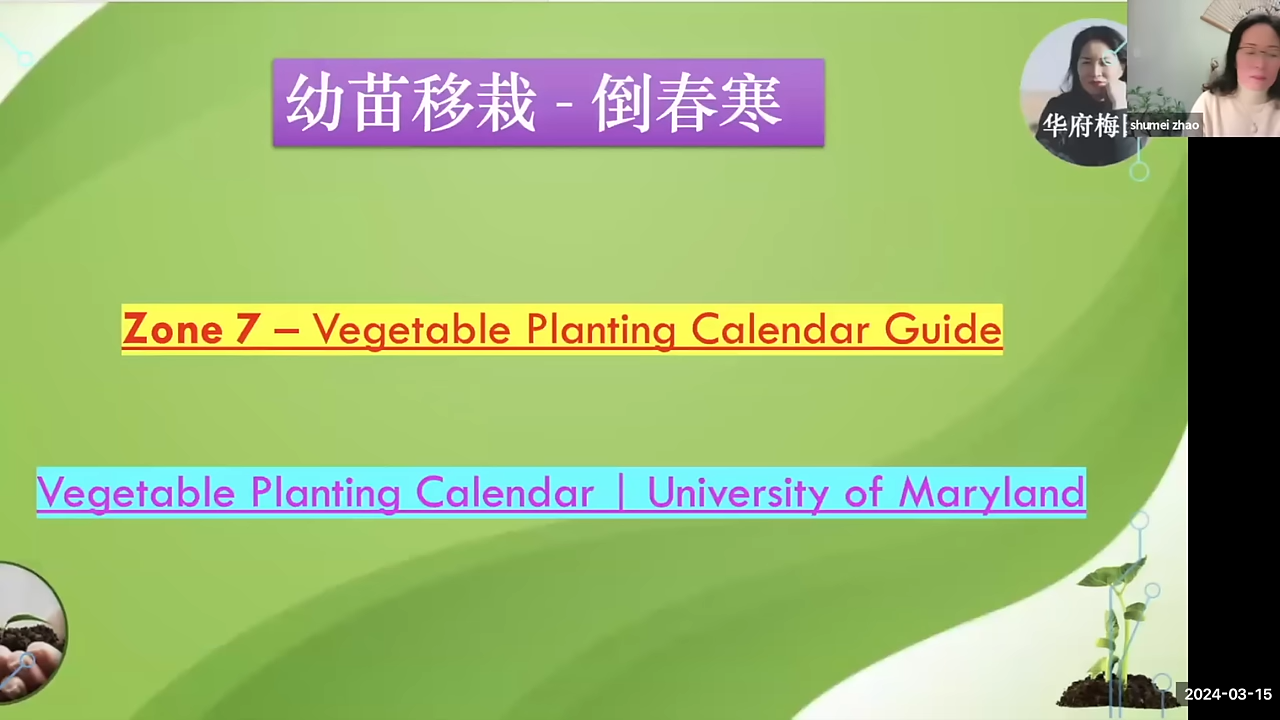 幼苗移栽 - 倒春寒
华府梅
shumei zhao
Zone 7 – Vegetable Planting Calendar Guide
Vegetable Planting Calendar | University of Maryland
2024-03-15